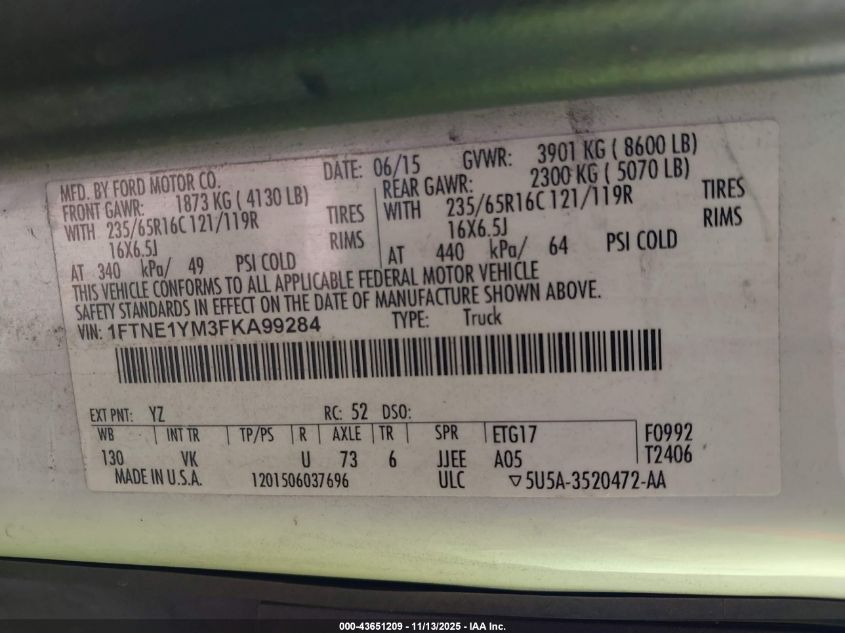 MFD. BY FORD MOTOR CO. DATE: 06/15 GVWR: 3901 KG ( 8600 LB)
FRONT GAWR: 1873 KG ( 4130 LB) REAR GAWR: 2300 KG ( 5070 LB)
WITH 235/65R16C 121/119R TIRES WITH 235/65R16C 121/119R TIRES
16X6.5J RIMS 16X6.5J RIMS
AT 340 kPa/ 49 PSI COLD AT 440 kPa/ 64 PSI COLD
THIS VEHICLE CONFORMS TO ALL APPLICABLE FEDERAL MOTOR VEHICLE
SAFETY STANDARDS IN EFFECT ON THE DATE OF MANUFACTURE SHOWN ABOVE.
VIN: 1FTNE1YM3FKA99284 TYPE: Truck
EXT PNT: YZ RC: 52 DSO:
WB INT TR TP/PS R AXLE TR SPR ETG17 F0992
130 VK U 73 6 JJEE A05 T2406
MADE IN U.S.A. 1201506037696 ULC ▽5U5A-3520472-AA
000-43651209 - 11/13/2025 - IAA Inc.